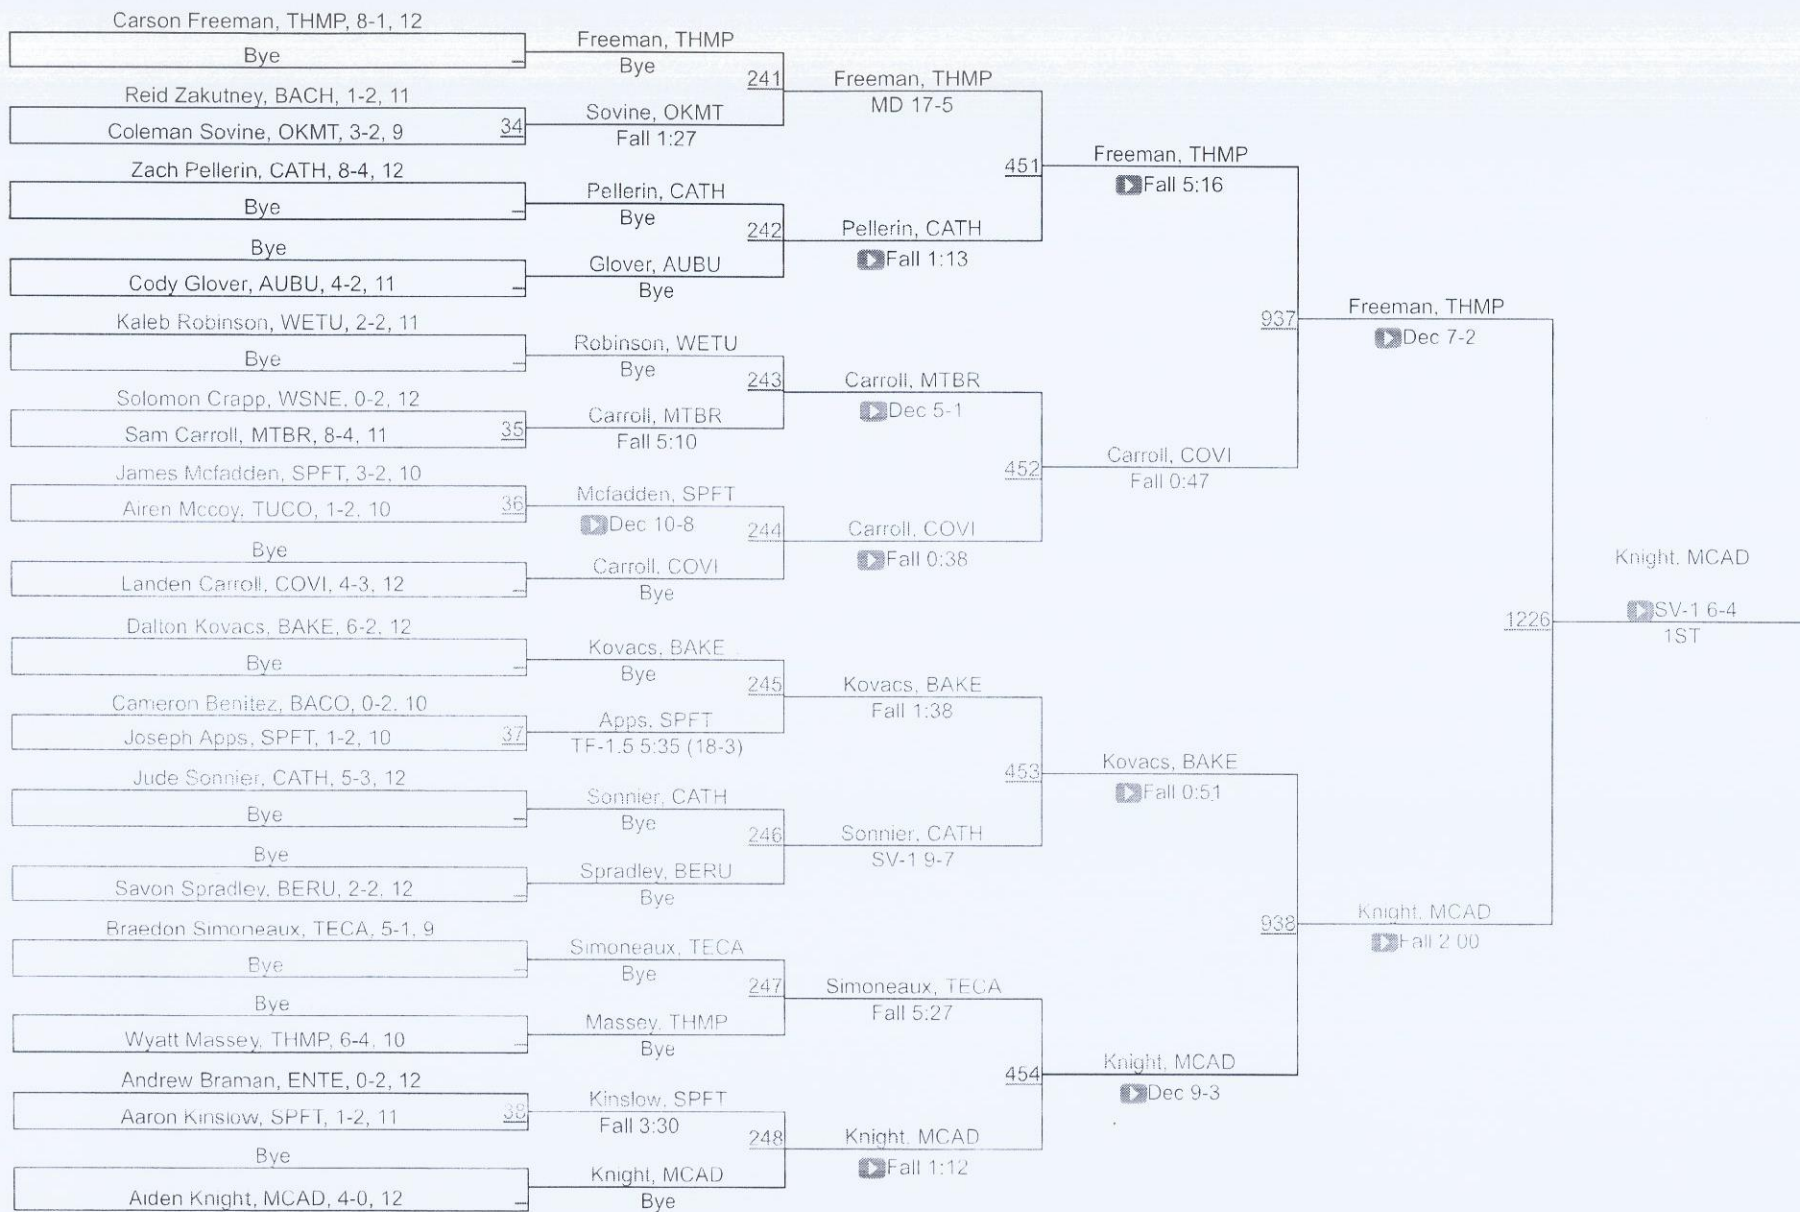 Carson Freeman, THMP, 8-1, 12
Bye
Reid Zakutney, BACH, 1-2, 11
34
Coleman Sovine, OKMT, 3-2, 9
Zach Pellerin, CATH, 8-4, 12
Bye
Bye
Cody Glover, AUBU, 4-2, 11
Kaleb Robinson, WETU, 2-2, 11
Bye
Solomon Crapp, WSNE, 0-2, 12
35
Sam Carroll, MTBR, 8-4, 11
James Mcfadden, SPFT, 3-2, 10
36
Airen Mccoy, TUCO, 1-2, 10
Bye
Landen Carroll, COVI, 4-3, 12
Dalton Kovacs, BAKE, 6-2, 12
Bye
Cameron Benitez, BACO, 0-2, 10
37
Joseph Apps, SPFT, 1-2, 10
Jude Sonnier, CATH, 5-3, 12
Bye
Bye
Savon Spradley, BERU, 2-2, 12
Braedon Simoneaux, TECA, 5-1, 9
Bye
Bye
Wyatt Massey, THMP, 6-4, 10
Andrew Braman, ENTE, 0-2, 12
38
Aaron Kinslow, SPFT, 1-2, 11
Bye
Aiden Knight, MCAD, 4-0, 12
Freeman, THMP
Bye
241
Sovine, OKMT
Fall 1:27
Pellerin, CATH
Bye
242
Glover, AUBU
Bye
Robinson, WETU
Bye
243
Carroll, MTBR
Fall 5:10
Mcfadden, SPFT
Dec 10-8
244
Carroll, COVI
Bye
Kovacs, BAKE
Bye
245
Apps, SPFT
TF-1.5 5:35 (18-3)
Sonnier, CATH
Bye
246
Spradley, BERU
Bye
Simoneaux, TECA
Bye
247
Massey, THMP
Bye
Kinslow, SPFT
Fall 3:30
248
Knight, MCAD
Bye
Freeman, THMP
MD 17-5
451
Pellerin, CATH
Fall 1:13
Carroll, MTBR
Dec 5-1
452
Carroll, COVI
Fall 0:38
Kovacs, BAKE
Fall 1:38
453
Sonnier, CATH
SV-1 9-7
Simoneaux, TECA
Fall 5:27
454
Knight, MCAD
Fall 1:12
Freeman, THMP
Fall 5:16
937
Carroll, COVI
Fall 0:47
Kovacs, BAKE
Fall 0:51
938
Knight, MCAD
Dec 9-3
Freeman, THMP
Dec 7-2
1226
Knight, MCAD
Fall 2:00
Knight, MCAD
SV-1 6-4
1ST